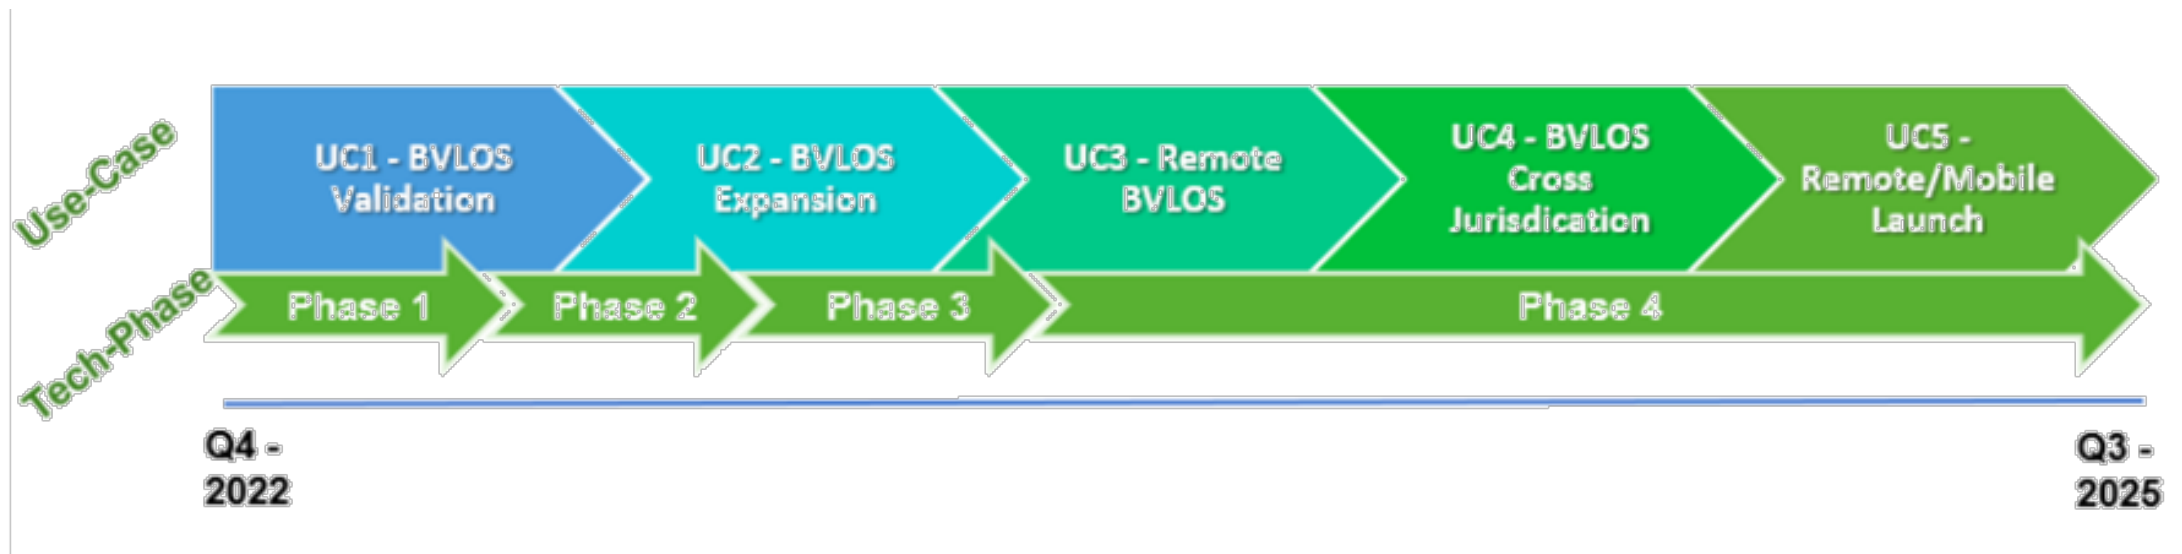 Use-Case
UC1 - BVLOS
Validation
UC2 - BVLOS
Expansion
UC3 - Remote
BVLOS
UC4 - BVLOS
Cross
Jurisdication
UC5 -
Remote/Mobile
Launch
Tech-Phase
Phase 1
Phase 2
Phase 3
Phase 4
Q4 -
2022
Q3 -
2025